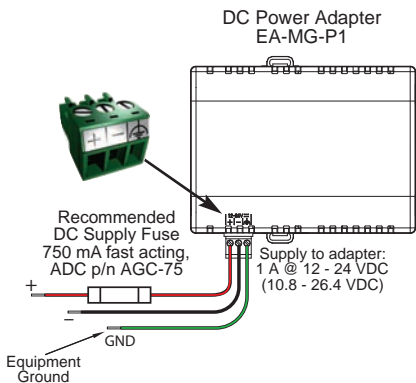 DC Power Adapter
EA-MG-P1
Recommended
DC Supply Fuse
750 mA fast acting,
ADC p/n AGC-75
Supply to adapter:
1 A @ 12 - 24 VDC
(10.8 - 26.4 VDC)
+
–
GND
Equipment
Ground